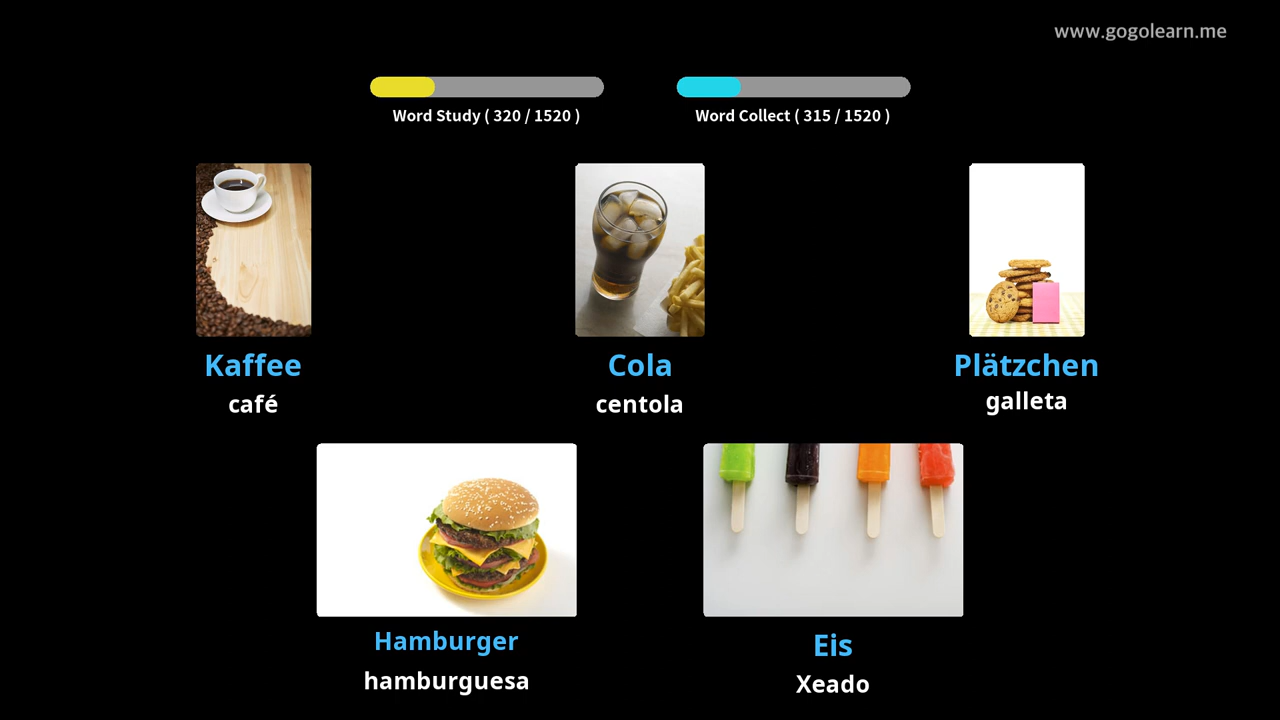 www.gogolearn.me
Word Study ( 320 / 1520 )
Word Collect ( 315 / 1520 )
Kaffee
café
Cola
centola
Plätzchen
galleta
Hamburger
hamburguesa
Eis
Xeado